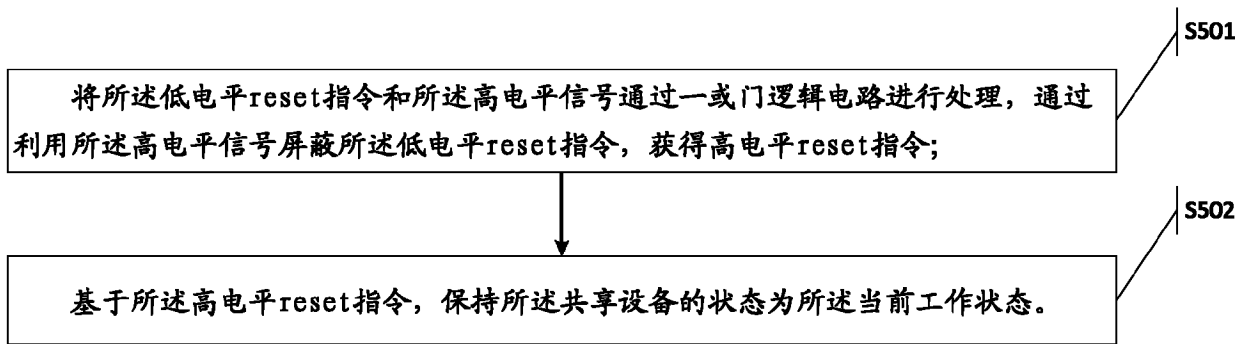 S501
将所述低电平reset指令和所述高电平信号通过一或门逻辑电路进行处理，通过
利用所述高电平信号屏蔽所述低电平reset指令，获得高电平reset指令；
S502
基于所述高电平reset指令，保持所述共享设备的状态为所述当前工作状态。